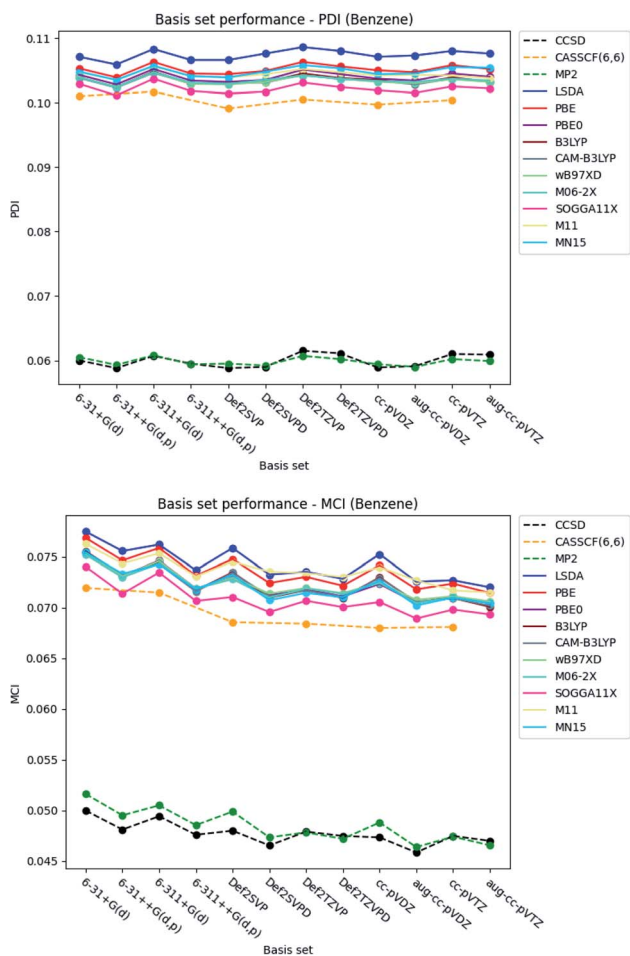 Basis set performance - PDI (Benzene)
0.11
0.10
0.09
0.08
0.07
0.06
PDI
6-31+G(d)
6-31++G(d,p)
6-311+G(d)
6-311++G(d,p)
Def2SVP
Def2SVPD
Def2TZVP
Def2TZVPD
cc-pVDZ
aug-cc-pVDZ
cc-pVTZ
aug-cc-pVTZ
Basis set
CCSD
CASSCF(6,6)
MP2
LSDA
PBE
PBE0
B3LYP
CAM-B3LYP
wB97XD
M06-2X
SOGGA11X
M11
MN15
Basis set performance - MCI (Benzene)
0.075
0.070
0.065
0.060
0.055
0.050
0.045
MCI
6-31+G(d)
6-31++G(d,p)
6-311+G(d)
6-311++G(d,p)
Def2SVP
Def2SVPD
Def2TZVP
Def2TZVPD
cc-pVDZ
aug-cc-pVDZ
cc-pVTZ
aug-cc-pVTZ
Basis set
CCSD
CASSCF(6,6)
MP2
LSDA
PBE
PBE0
B3LYP
CAM-B3LYP
wB97XD
M06-2X
SOGGA11X
M11
MN15